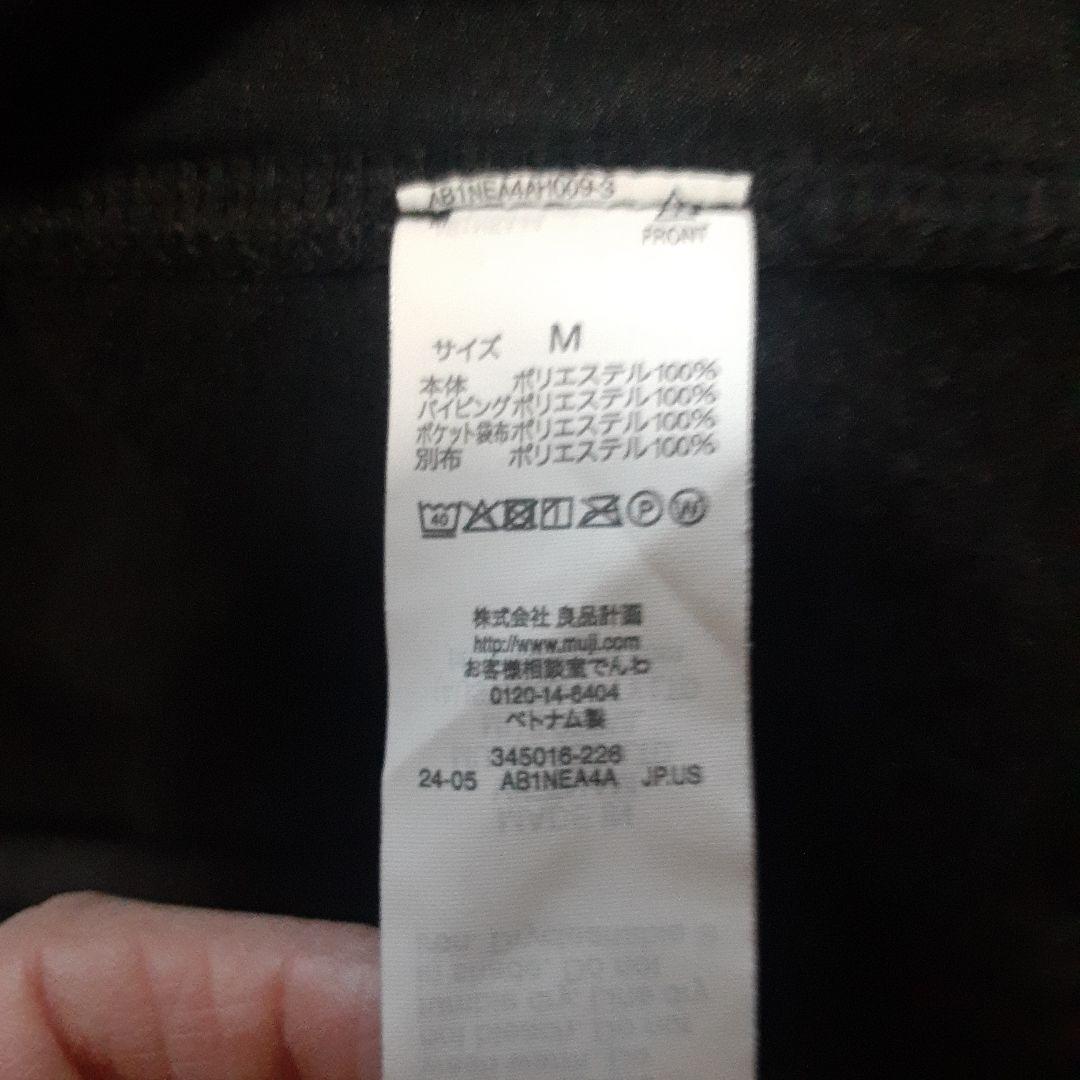 AB1NEA4AH009-3
FRONT
サイズ M
本体 ポリエステル100%
パイピング ポリエステル100%
ポケット袋布 ポリエステル100%
別布 ポリエステル100%
40
P W
株式会社 良品計画
http://www.muji.com
お客様相談室でんわ
0120-14-6404
ベトナム製
345016-226
24-05 AB1NEA4A JP.US